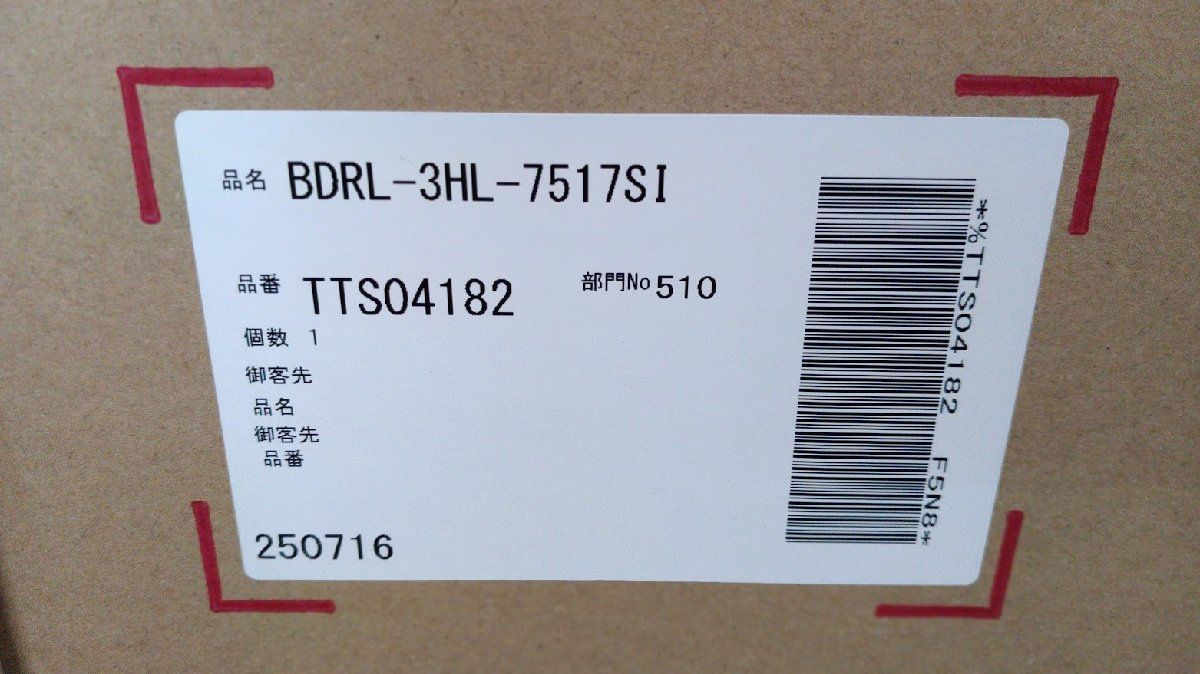 品名 BDRL-3HL-7517SI
品番 TTS04182 部門No 510
個数 1
御客先
品名
御客先
品番
250716
*%TTS04182 F5N8*